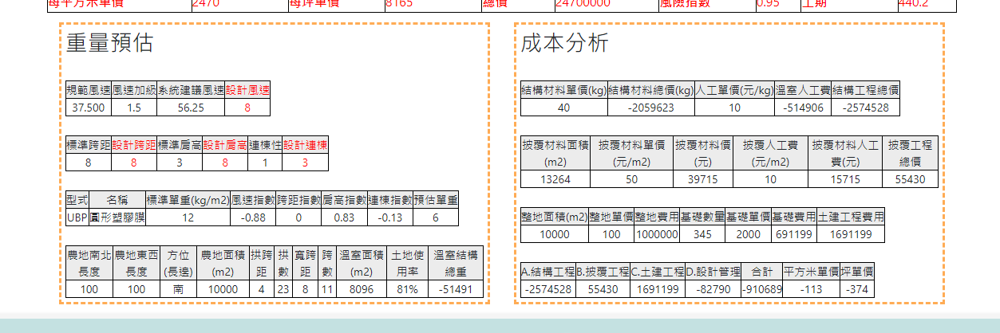 每平方米單價 2470 每坪單價 8165 總價 24700000 風險指數 0.95 工期 440.2
重量預估
規範風速 風速加級 系統建議風速 設計風速
37.500 1.5 56.25 8
標準跨距 設計跨距 標準肩高 設計肩高 連棟性 設計連棟
8 8 3 8 1 3
型式 名稱 標準單重(kg/m2) 風速指數 跨距指數 肩高指數 連棟指數 預估單重
UBP 圓形塑膠膜 12 -0.88 0 0.83 -0.13 6
農地南北長度 農地東西長度 方位(長邊) 農地面積(m2) 拱跨距 拱數 寬跨距 跨數 溫室面積(m2) 土地使用率 溫室結構總重
100 100 南 10000 4 23 8 11 8096 81% -51491
成本分析
結構材料單價(kg) 結構材料總價(kg) 人工單價(元/kg) 溫室人工費 結構工程總價
40 -2059623 10 -514906 -2574528
披覆材料面積(m2) 披覆材料單價(元/m2) 披覆材料價(元) 披覆人工費(元/m2) 披覆材料人工費(元) 披覆工程總價
13264 50 39715 10 15715 55430
整地面積(m2) 整地單價 整地費用 基礎數量 基礎單價 基礎費用 土建工程費用
10000 100 1000000 345 2000 691199 1691199
A.結構工程 B.披覆工程 C.土建工程 D.設計管理 合計 平方米單價 坪單價
-2574528 55430 1691199 -82790 -910689 -113 -374